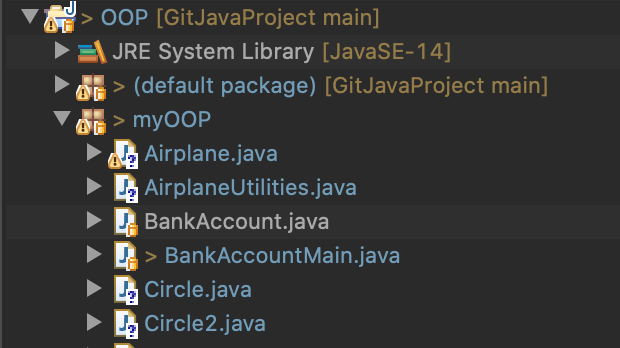 > OOP [GitJavaProject main]
JRE System Library [JavaSE-14]
> (default package) [GitJavaProject main]
> myOOP
Airplane.java
AirplaneUtilities.java
BankAccount.java
> BankAccountMain.java
Circle.java
Circle2.java